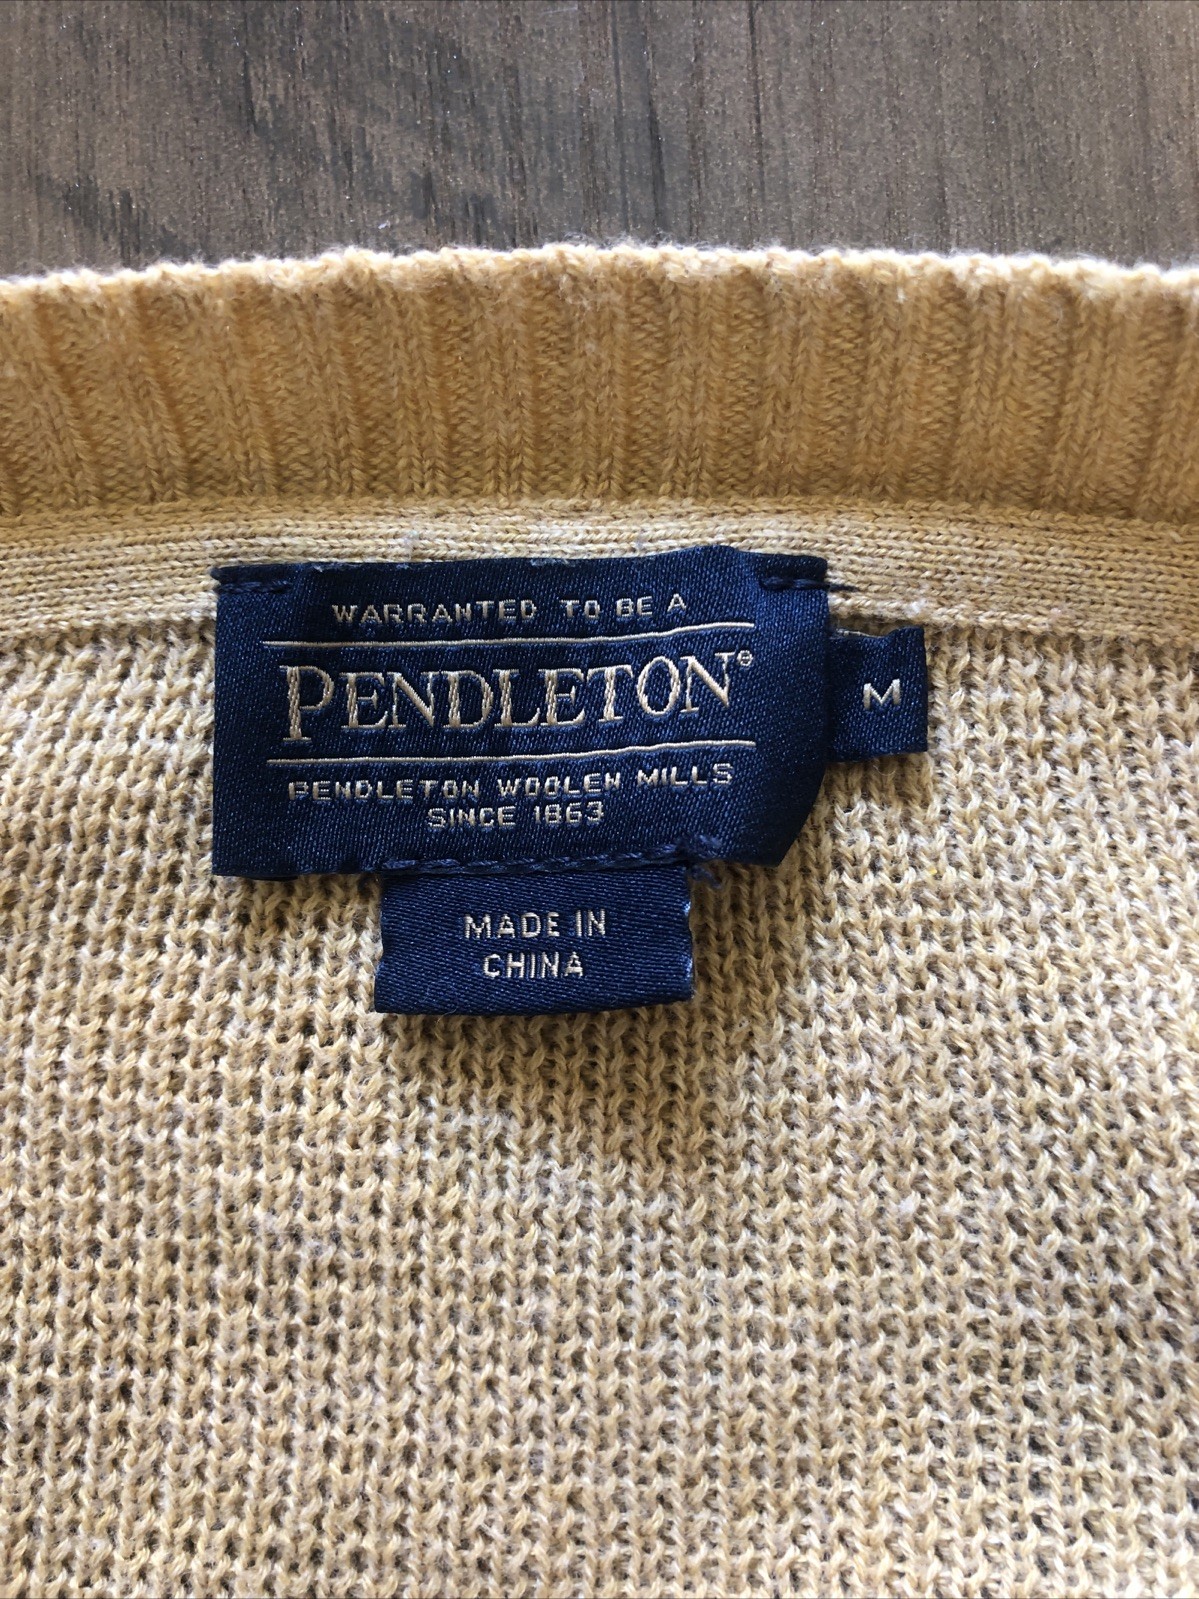 WARRANTED TO BE A
PENDLETON®
PENDLETON WOOLEN MILLS
SINCE 1863
M
MADE IN
CHINA